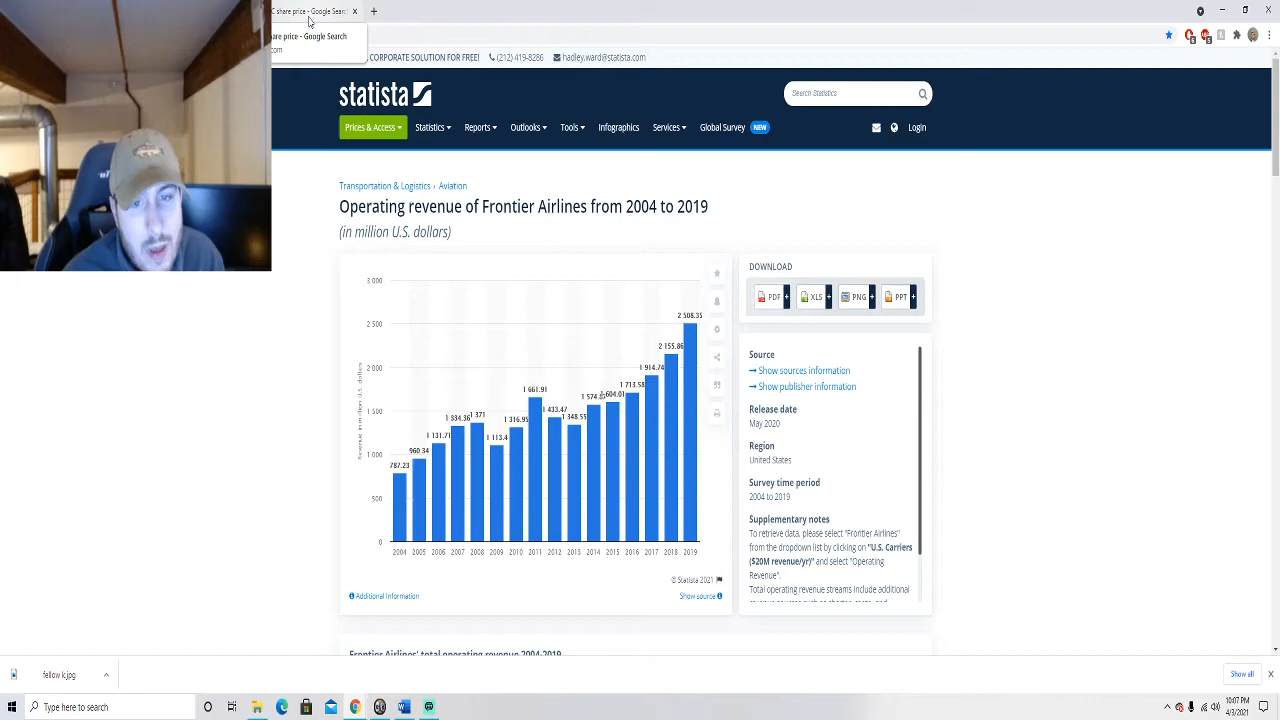 C share price - Google Searc
are price - Google Search
com
CORPORATE SOLUTION FOR FREE! (212) 419-8286 hadley.ward@statista.com
statista
Search Statistics
Prices & Access Statistics Reports Outlooks Tools Infographics Services Global Survey NEW Login
Transportation & Logistics › Aviation
Operating revenue of Frontier Airlines from 2004 to 2019
(in million U.S. dollars)
DOWNLOAD
PDF + XLS + PNG + PPT +
Source
Show sources information
Show publisher information
Release date
May 2020
Region
United States
Survey time period
2004 to 2019
Supplementary notes
To retrieve data, please select "Frontier Airlines"
from the dropdown list by clicking on "U.S. Carriers
($20M revenue/yr)" and select "Operating
Revenue".
Total operating revenue streams include additional
Revenue in million U.S. dollars
3 000
2 500
2 000
1 500
1 000
500
0
787.23
960.34
1 131.71
1 334.36
1 371
1 113.4
1 316.95
1 661.91
1 433.47
1 348.55
1 574.
1 604.01
1 713.58
1 914.74
2 155.86
2 508.35
2004 2005 2006 2007 2008 2009 2010 2011 2012 2013 2014 2015 2016 2017 2018 2019
© Statista 2021
Additional Information
Show source
Frontier Airlines' total operating revenue 2004-2019
fellow k.jpg
Show all
Type here to search
10:07 PM
4/3/2021